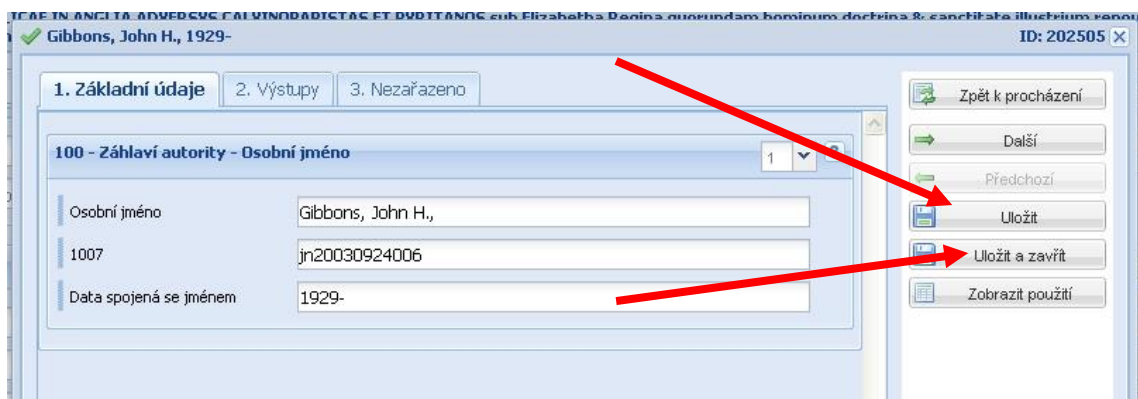 ICAE IN ANGLIA ADVERSVS CALVINOPAPISTAS ET PVRITANOS sub Elizabetha Regina quorundam hominum doctrina & sanctitate illustrium
Gibbons, John H., 1929-
ID: 202505
1. Základní údaje
2. Výstupy
3. Nezařazeno
Zpět k procházení
100 - Záhlaví autority - Osobní jméno
1
Další
Předchozí
Osobní jméno
Gibbons, John H.,
Uložit
1007
jn20030924006
Uložit a zavřít
Data spojená se jménem
1929-
Zobrazit použití